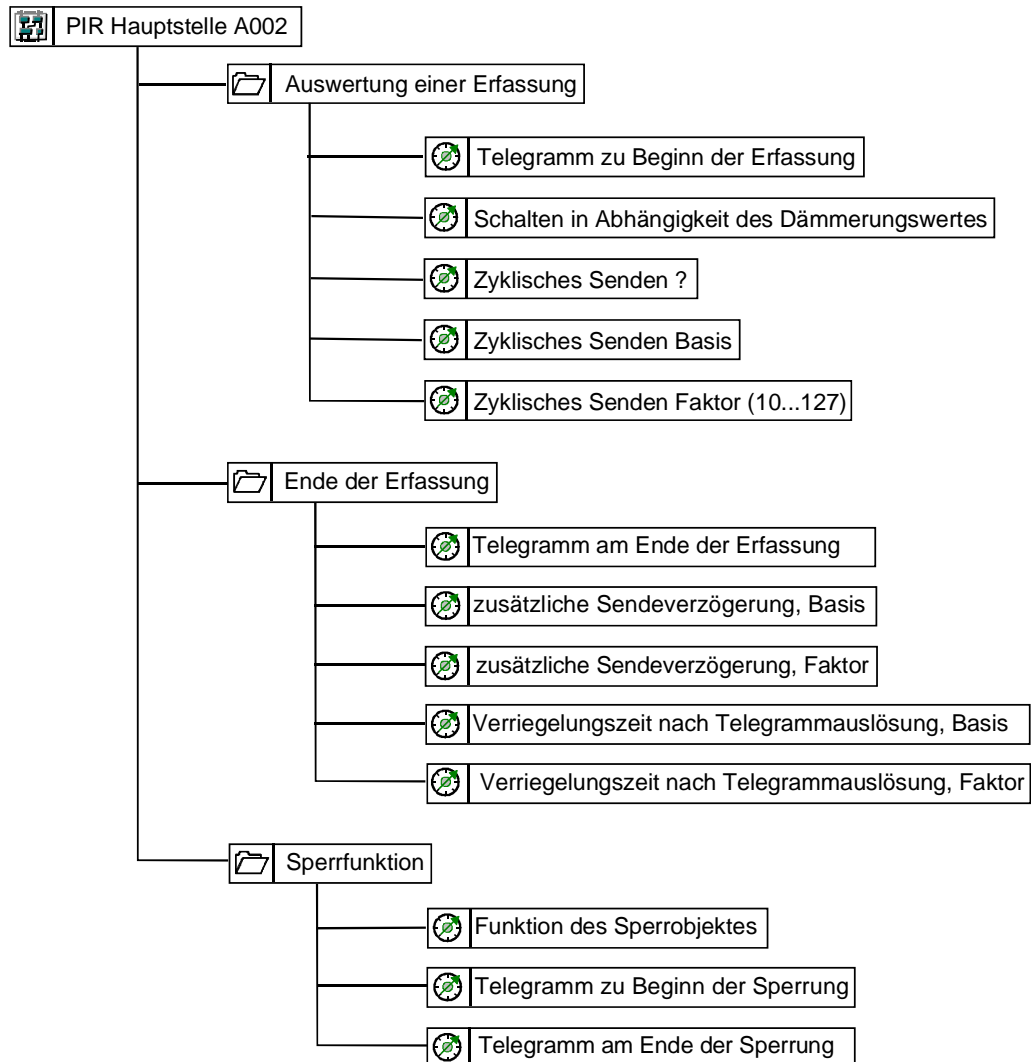 PIR Hauptstelle A002
Auswertung einer Erfassung
Telegramm zu Beginn der Erfassung
Schalten in Abhängigkeit des Dämmerungswertes
Zyklisches Senden ?
Zyklisches Senden Basis
Zyklisches Senden Faktor (10...127)
Ende der Erfassung
Telegramm am Ende der Erfassung
zusätzliche Sendeverzögerung, Basis
zusätzliche Sendeverzögerung, Faktor
Verriegelungszeit nach Telegrammauslösung, Basis
Verriegelungszeit nach Telegrammauslösung, Faktor
Sperrfunktion
Funktion des Sperrobjektes
Telegramm zu Beginn der Sperrung
Telegramm am Ende der Sperrung